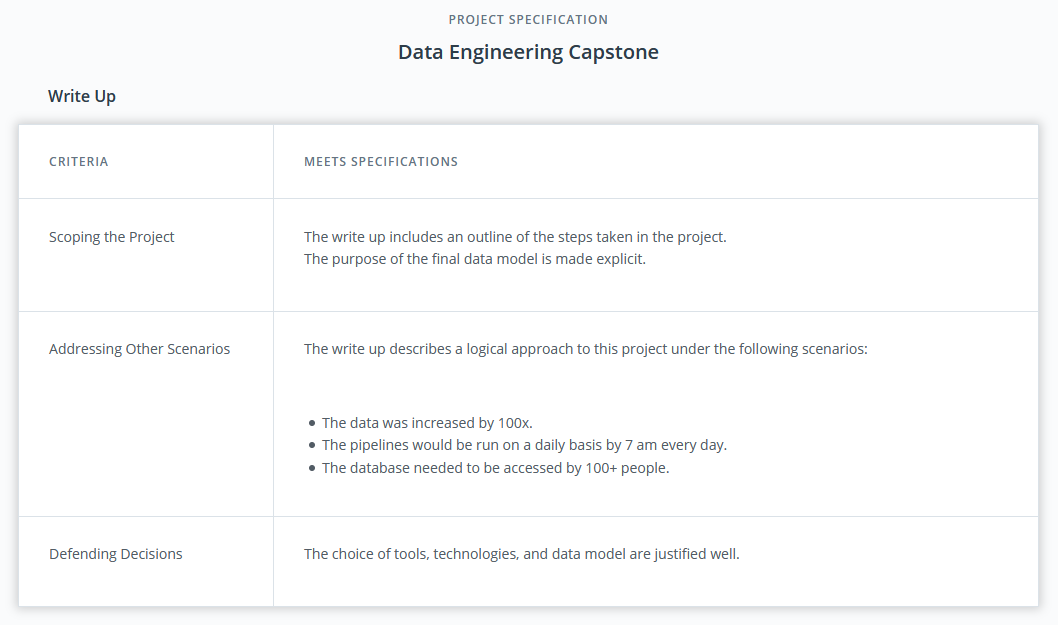 PROJECT SPECIFICATION
Data Engineering Capstone
Write Up
CRITERIA
MEETS SPECIFICATIONS
Scoping the Project
The write up includes an outline of the steps taken in the project.
The purpose of the final data model is made explicit.
Addressing Other Scenarios
The write up describes a logical approach to this project under the following scenarios:
• The data was increased by 100x.
• The pipelines would be run on a daily basis by 7 am every day.
• The database needed to be accessed by 100+ people.
Defending Decisions
The choice of tools, technologies, and data model are justified well.